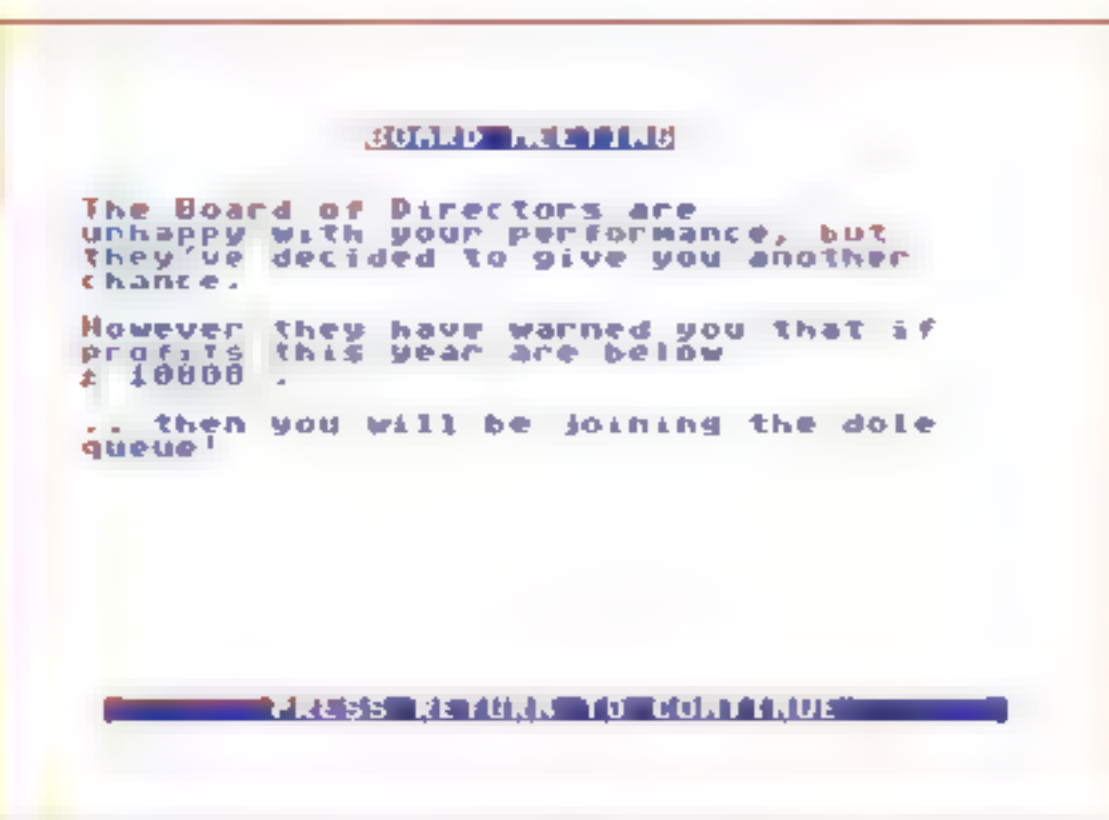 BOARD MEETING
The Board of Directors are
unhappy with your performance, but
they've decided to give you another
chance.
However they have warned you that if
profits this year are below
£ 10000 .
.. then you will be joining the dole
queue!
"PRESS RETURN TO CONTINUE"